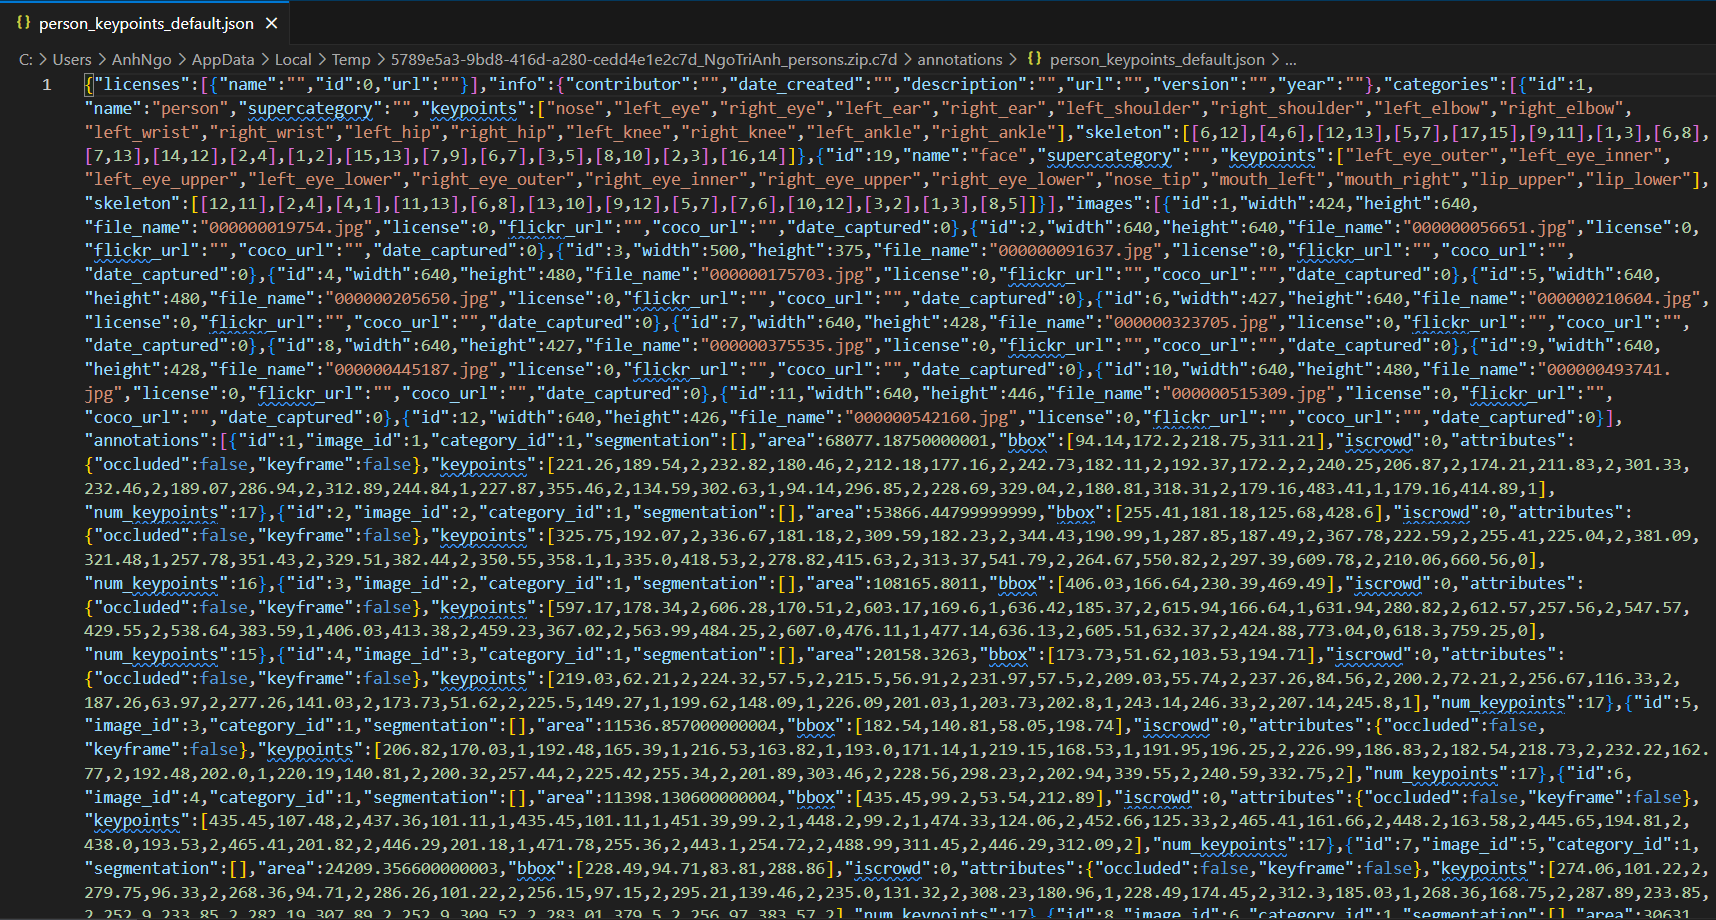 {} person_keypoints_default.json ×
C: > Users > AnhNgo > AppData > Local > Temp > 5789e5a3-9bd8-416d-a280-cedd4e1e2c7d_NgoTriAnh_persons.zip.c7d > annotations > {} person_keypoints_default.json > ...
1 {"licenses":[{"name":"","id":0,"url":""}],"info":{"contributor":"","date_created":"","description":"","url":"","version":"","year":""},"categories":[{"id":1,
"name":"person","supercategory":"","keypoints":["nose","left_eye","right_eye","left_ear","right_ear","left_shoulder","right_shoulder","left_elbow","right_elbow",
"left_wrist","right_wrist","left_hip","right_hip","left_knee","right_knee","left_ankle","right_ankle"],"skeleton":[[6,12],[4,6],[12,13],[5,7],[17,15],[9,11],[1,3],[6,8],
[7,13],[14,12],[2,4],[1,2],[15,13],[7,9],[6,7],[3,5],[8,10],[2,3],[16,14]]},{"id":19,"name":"face","supercategory":"","keypoints":["left_eye_outer","left_eye_inner",
"left_eye_upper","left_eye_lower","right_eye_outer","right_eye_inner","right_eye_upper","right_eye_lower","nose_tip","mouth_left","mouth_right","lip_upper","lip_lower"],
"skeleton":[[12,11],[2,4],[4,1],[11,13],[6,8],[13,10],[9,12],[5,7],[7,6],[10,12],[3,2],[1,3],[8,5]]}],"images":[{"id":1,"width":424,"height":640,
"file_name":"000000019754.jpg","license":0,"flickr_url":"","coco_url":"","date_captured":0},{"id":2,"width":640,"height":640,"file_name":"000000056651.jpg","license":0,
"flickr_url":"","coco_url":"","date_captured":0},{"id":3,"width":500,"height":375,"file_name":"000000091637.jpg","license":0,"flickr_url":"","coco_url":"",
"date_captured":0},{"id":4,"width":640,"height":480,"file_name":"000000175703.jpg","license":0,"flickr_url":"","coco_url":"","date_captured":0},{"id":5,"width":640,
"height":480,"file_name":"000000205650.jpg","license":0,"flickr_url":"","coco_url":"","date_captured":0},{"id":6,"width":427,"height":640,"file_name":"000000210604.jpg",
"license":0,"flickr_url":"","coco_url":"","date_captured":0},{"id":7,"width":640,"height":428,"file_name":"000000323705.jpg","license":0,"flickr_url":"","coco_url":"",
"date_captured":0},{"id":8,"width":640,"height":427,"file_name":"000000375535.jpg","license":0,"flickr_url":"","coco_url":"","date_captured":0},{"id":9,"width":640,
"height":428,"file_name":"000000445187.jpg","license":0,"flickr_url":"","coco_url":"","date_captured":0},{"id":10,"width":640,"height":480,"file_name":"000000493741.
jpg","license":0,"flickr_url":"","coco_url":"","date_captured":0},{"id":11,"width":640,"height":446,"file_name":"000000515309.jpg","license":0,"flickr_url":"",
"coco_url":"","date_captured":0},{"id":12,"width":640,"height":426,"file_name":"000000542160.jpg","license":0,"flickr_url":"","coco_url":"","date_captured":0}],
"annotations":[{"id":1,"image_id":1,"category_id":1,"segmentation":[],"area":68077.18750000001,"bbox":[94.14,172.2,218.75,311.21],"iscrowd":0,"attributes":
{"occluded":false,"keyframe":false},"keypoints":[221.26,189.54,2,232.82,180.46,2,212.18,177.16,2,242.73,182.11,2,192.37,172.2,2,240.25,206.87,2,174.21,211.83,2,301.33,
232.46,2,189.07,286.94,2,312.89,244.84,1,227.87,355.46,2,134.59,302.63,1,94.14,296.85,2,228.69,329.04,2,180.81,318.31,2,179.16,483.41,1,179.16,414.89,1],
"num_keypoints":17},{"id":2,"image_id":2,"category_id":1,"segmentation":[],"area":53866.44799999999,"bbox":[255.41,181.18,125.68,428.6],"iscrowd":0,"attributes":
{"occluded":false,"keyframe":false},"keypoints":[325.75,192.07,2,336.67,181.18,2,309.59,182.23,2,344.43,190.99,1,287.85,187.49,2,367.78,222.59,2,255.41,225.04,2,381.09,
321.48,1,257.78,351.43,2,329.51,382.44,2,350.55,358.1,1,335.0,418.53,2,278.82,415.63,2,313.37,541.79,2,264.67,550.82,2,297.39,609.78,2,210.06,660.56,0],
"num_keypoints":16},{"id":3,"image_id":2,"category_id":1,"segmentation":[],"area":108165.8011,"bbox":[406.03,166.64,230.39,469.49],"iscrowd":0,"attributes":
{"occluded":false,"keyframe":false},"keypoints":[597.17,178.34,2,606.28,170.51,2,603.17,169.6,1,636.42,185.37,2,615.94,166.64,1,631.94,280.82,2,612.57,257.56,2,547.57,
429.55,2,538.64,383.59,1,406.03,413.38,2,459.23,367.02,2,563.99,484.25,2,607.0,476.11,1,477.14,636.13,2,605.51,632.37,2,424.88,773.04,0,618.3,759.25,0],
"num_keypoints":15},{"id":4,"image_id":3,"category_id":1,"segmentation":[],"area":20158.3263,"bbox":[173.73,51.62,103.53,194.71],"iscrowd":0,"attributes":
{"occluded":false,"keyframe":false},"keypoints":[219.03,62.21,2,224.32,57.5,2,215.5,56.91,2,231.97,57.5,2,209.03,55.74,2,237.26,84.56,2,200.2,72.21,2,256.67,116.33,2,
187.26,63.97,2,277.26,141.03,2,173.73,51.62,2,225.5,149.27,1,199.62,148.09,1,226.09,201.03,1,203.73,202.8,1,243.14,246.33,2,207.14,245.8,1],"num_keypoints":17},{"id":5,
"image_id":3,"category_id":1,"segmentation":[],"area":11536.857000000004,"bbox":[182.54,140.81,58.05,198.74],"iscrowd":0,"attributes":{"occluded":false,
"keyframe":false},"keypoints":[206.82,170.03,1,192.48,165.39,1,216.53,163.82,1,193.0,171.14,1,219.15,168.53,1,191.95,196.25,2,226.99,186.83,2,182.54,218.73,2,232.22,162.
77,2,192.48,202.0,1,220.19,140.81,2,200.32,257.44,2,225.42,255.34,2,201.89,303.46,2,228.56,298.23,2,202.94,339.55,2,240.59,332.75,2],"num_keypoints":17},{"id":6,
"image_id":4,"category_id":1,"segmentation":[],"area":11398.130600000004,"bbox":[435.45,99.2,53.54,212.89],"iscrowd":0,"attributes":{"occluded":false,"keyframe":false},
"keypoints":[435.45,107.48,2,437.36,101.11,1,435.45,101.11,1,451.39,99.2,1,448.2,99.2,1,474.33,124.06,2,452.66,125.33,2,465.41,161.66,2,448.2,163.58,2,445.65,194.81,2,
438.0,193.53,2,465.41,201.82,2,446.29,201.18,1,471.78,255.36,2,443.1,254.72,2,488.99,311.45,2,446.29,312.09,2],"num_keypoints":17},{"id":7,"image_id":5,"category_id":1,
"segmentation":[],"area":24209.356600000003,"bbox":[228.49,94.71,83.81,288.86],"iscrowd":0,"attributes":{"occluded":false,"keyframe":false},"keypoints":[274.06,101.22,2,
279.75,96.33,2,268.36,94.71,2,286.26,101.22,2,256.15,97.15,2,295.21,139.46,2,235.0,131.32,2,308.23,180.96,1,228.49,174.45,2,312.3,185.03,1,268.36,168.75,2,287.89,233.85,
2,252.9,233.85,2,282.19,307.89,2,252.9,309.52,2,283.01,379.5,2,256.97,383.57,2],"num_keypoints":17},{"id":8,"image_id":6,"category_id":1,"segmentation":[],"area":30631.